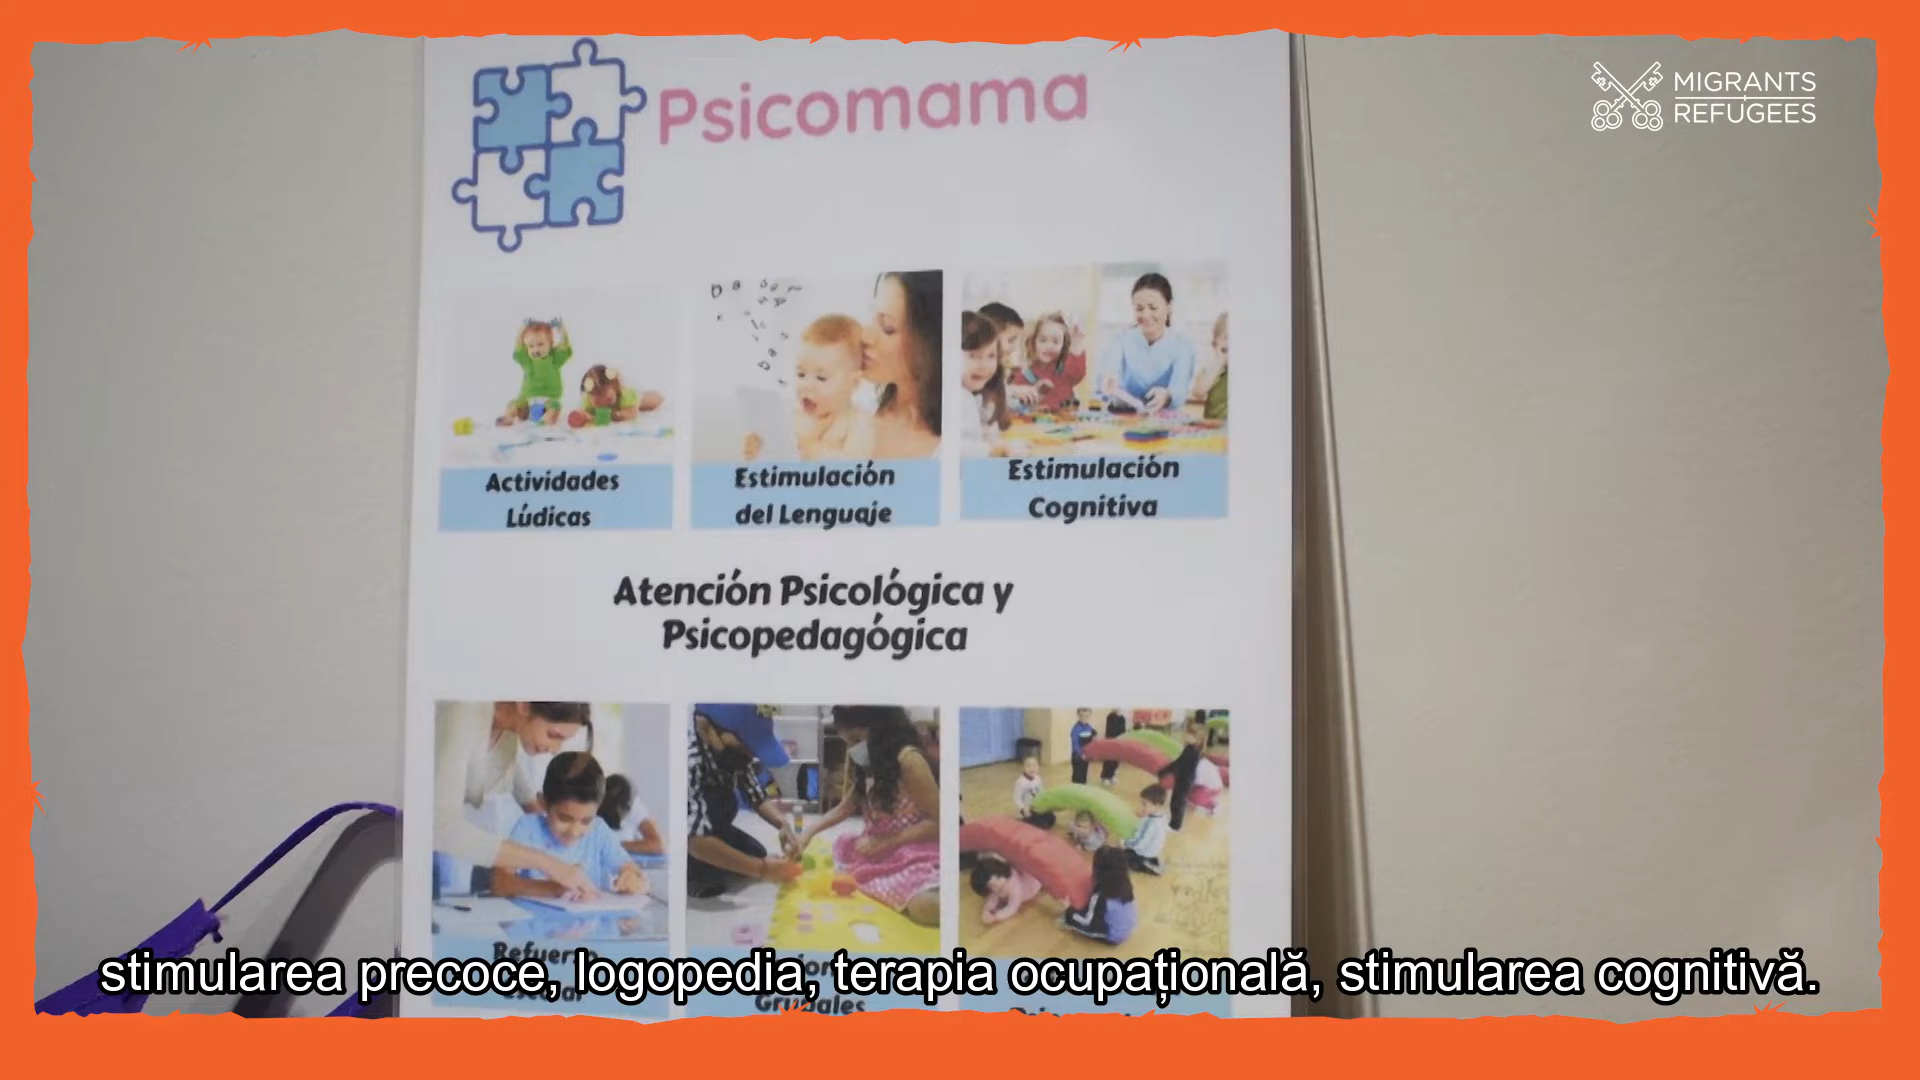 Psicomama
MIGRANTS
REFUGEES
Actividades
Lúdicas
Estimulación
del Lenguaje
Estimulación
Cognitiva
Atención Psicológica y
Psicopedagógica
Grupales
stimularea precoce, logopedia, terapia ocupațională, stimularea cognitivă.